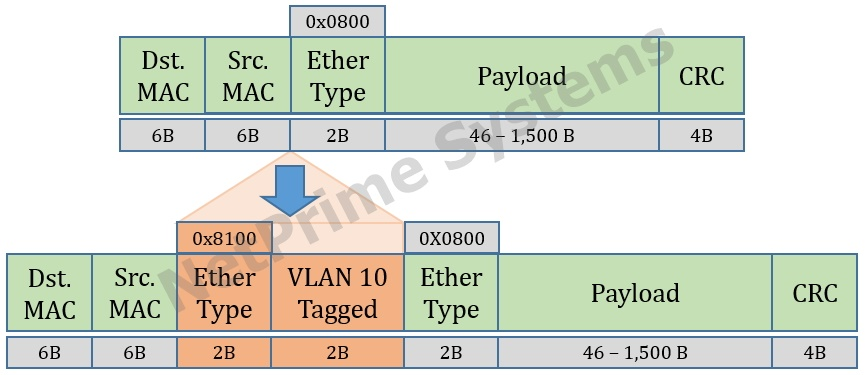 0x0800
Dst. MAC
Src. MAC
Ether Type
Payload
CRC
6B
6B
2B
46 – 1,500 B
4B
0x8100
0X0800
Dst. MAC
Src. MAC
Ether Type
VLAN 10 Tagged
Ether Type
Payload
CRC
6B
6B
2B
2B
2B
46 – 1,500 B
4B
NetPrime Systems